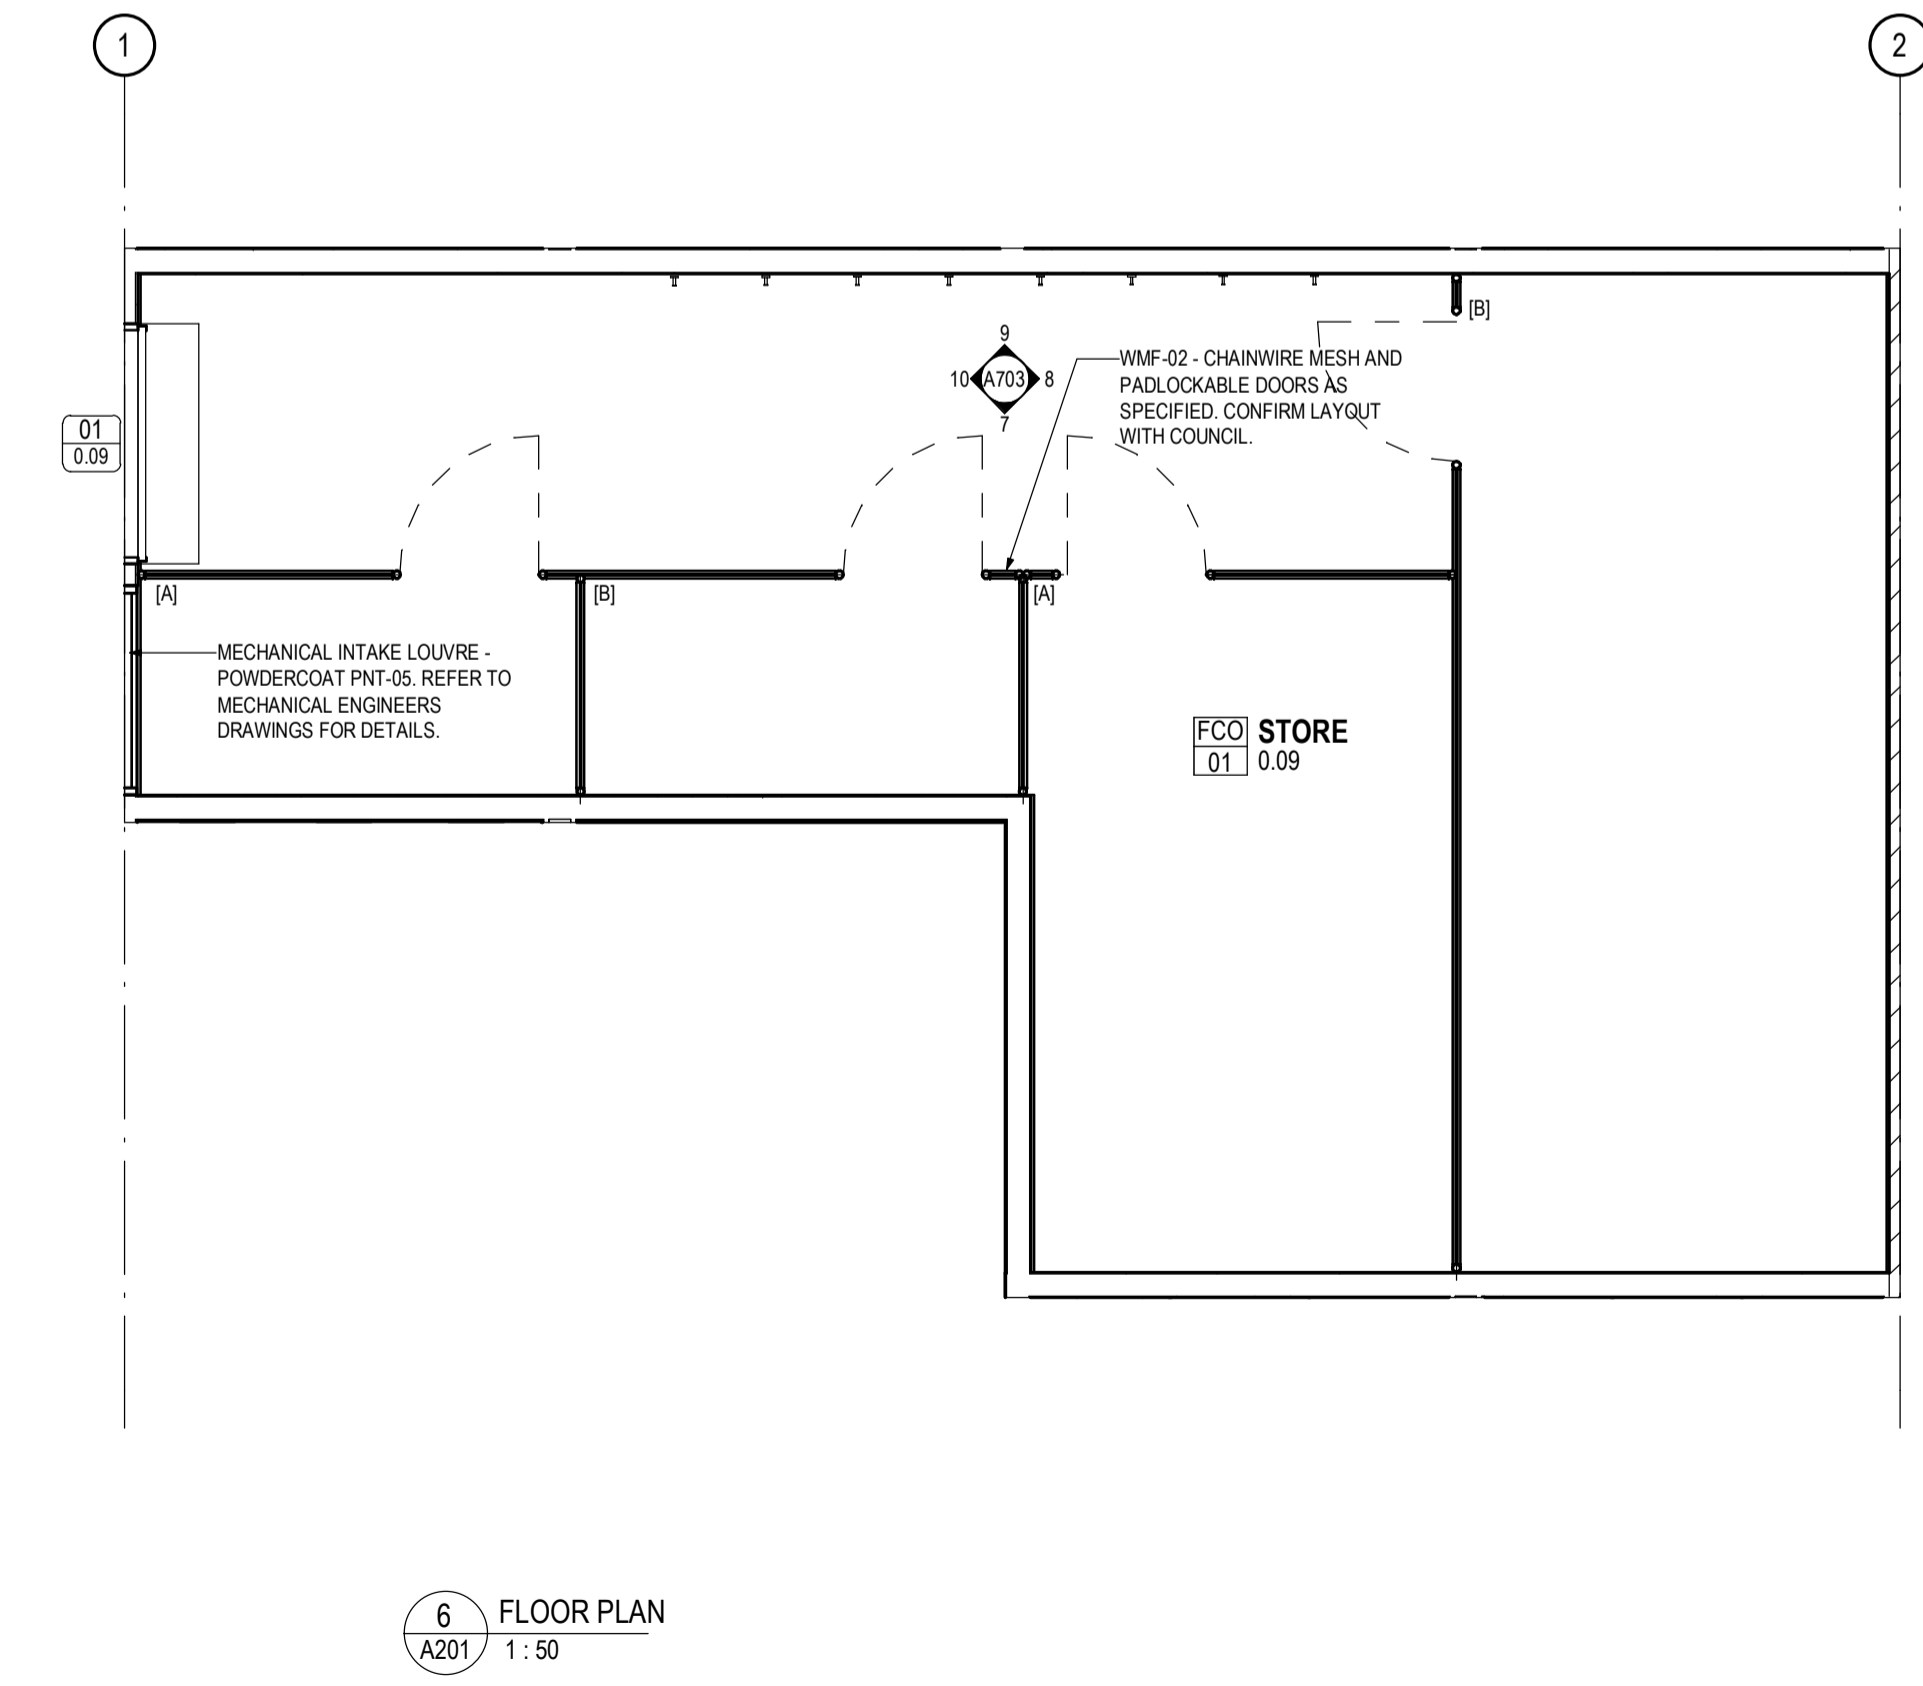 1
2
[B]
9
10 A703 8
7
WMF-02 - CHAINWIRE MESH AND
PADLOCKABLE DOORS AS
SPECIFIED. CONFIRM LAYOUT
WITH COUNCIL.
01
0.09
[A]
[B]
[A]
MECHANICAL INTAKE LOUVRE -
POWDERCOAT PNT-05. REFER TO
MECHANICAL ENGINEERS
DRAWINGS FOR DETAILS.
FCO STORE
01 0.09
6 FLOOR PLAN
A201 1 : 50